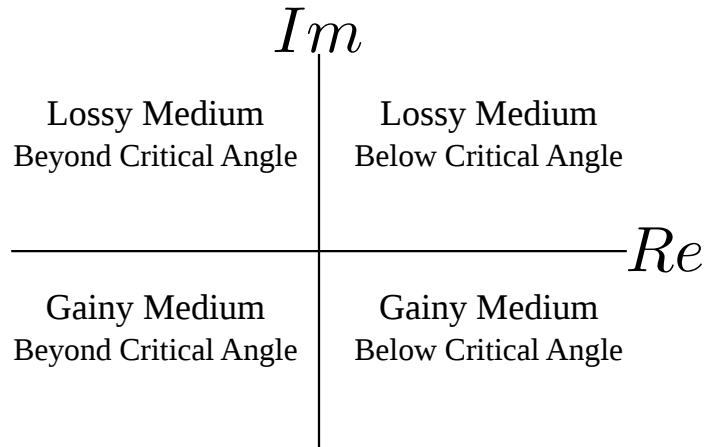 Im
Lossy Medium
Beyond Critical Angle
Lossy Medium
Below Critical Angle
Re
Gainy Medium
Beyond Critical Angle
Gainy Medium
Below Critical Angle